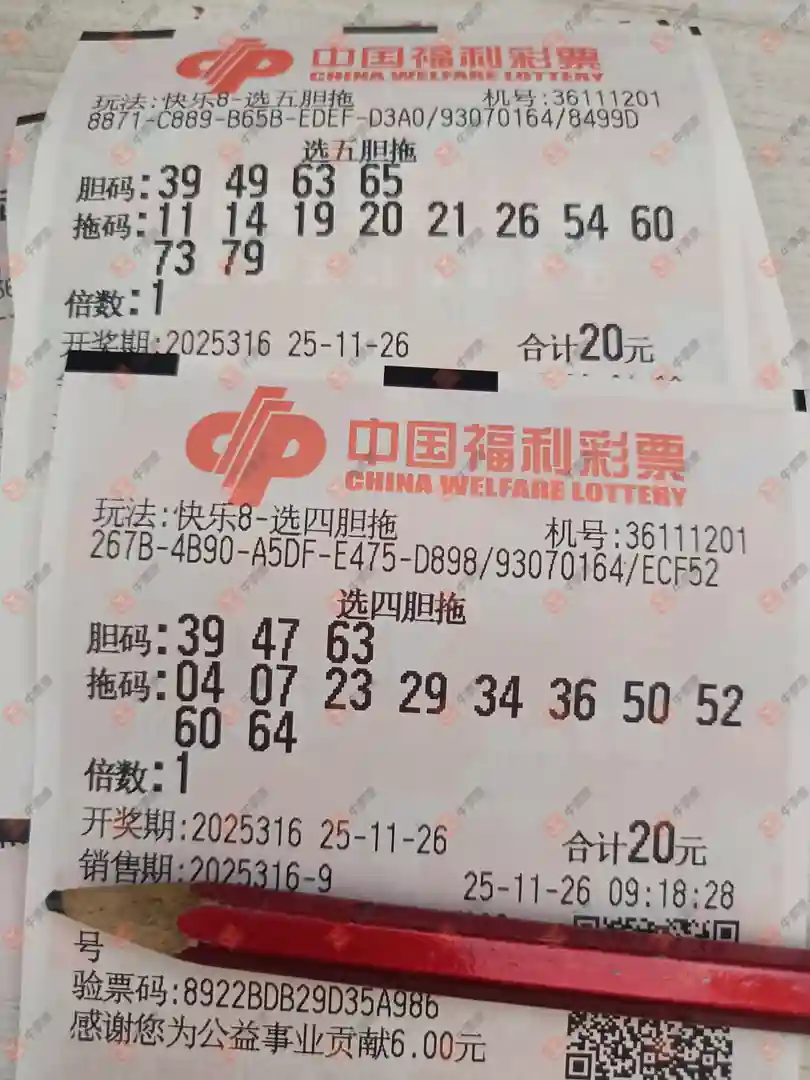 中国福利彩票
CHINA WELFARE LOTTERY
玩法:快乐8-选五胆拖 机号:36111201
8871-C889-B65B-EDEF-D3A0/93070164/8499D
选五胆拖
胆码:39 49 63 65
拖码:11 14 19 20 21 26 54 60
73 79
倍数:1
开奖期:2025316 25-11-26 合计20元
中国福利彩票
CHINA WELFARE LOTTERY
玩法:快乐8-选四胆拖 机号:36111201
267B-4B90-A5DF-E475-D898/93070164/ECF52
选四胆拖
胆码:39 47 63
拖码:04 07 23 29 34 36 50 52
60 64
倍数:1
开奖期:2025316 25-11-26 合计20元
销售期:2025316-9 25-11-26 09:18:28
号
验票码:8922BDB29D35A986
感谢您为公益事业贡献6.00元